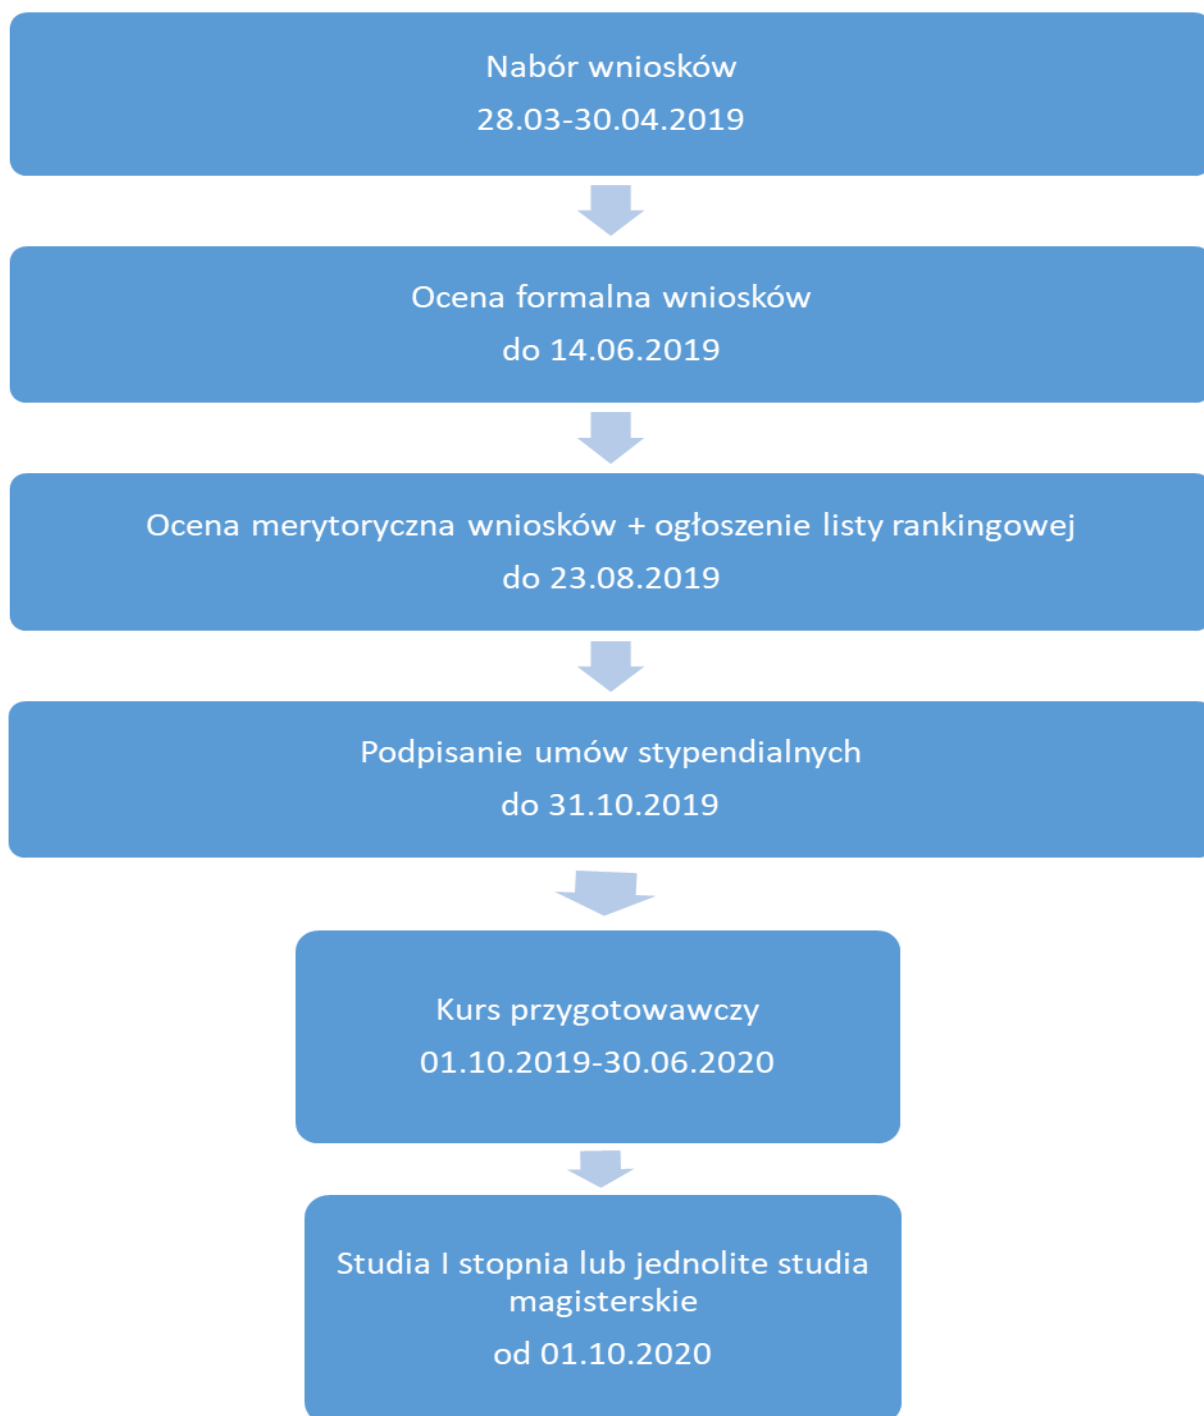 Nabór wniosków
28.03-30.04.2019
Ocena formalna wniosków
do 14.06.2019
Ocena merytoryczna wniosków + ogłoszenie listy rankingowej
do 23.08.2019
Podpisanie umów stypendialnych
do 31.10.2019
Kurs przygotowawczy
01.10.2019-30.06.2020
Studia I stopnia lub jednolite studia
magisterskie
od 01.10.2020